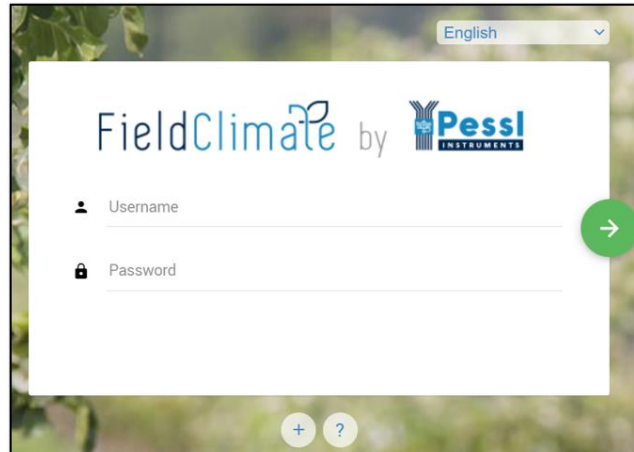 English
FieldClimate by Pessl
INSTRUMENTS
Username
Password
+ ?